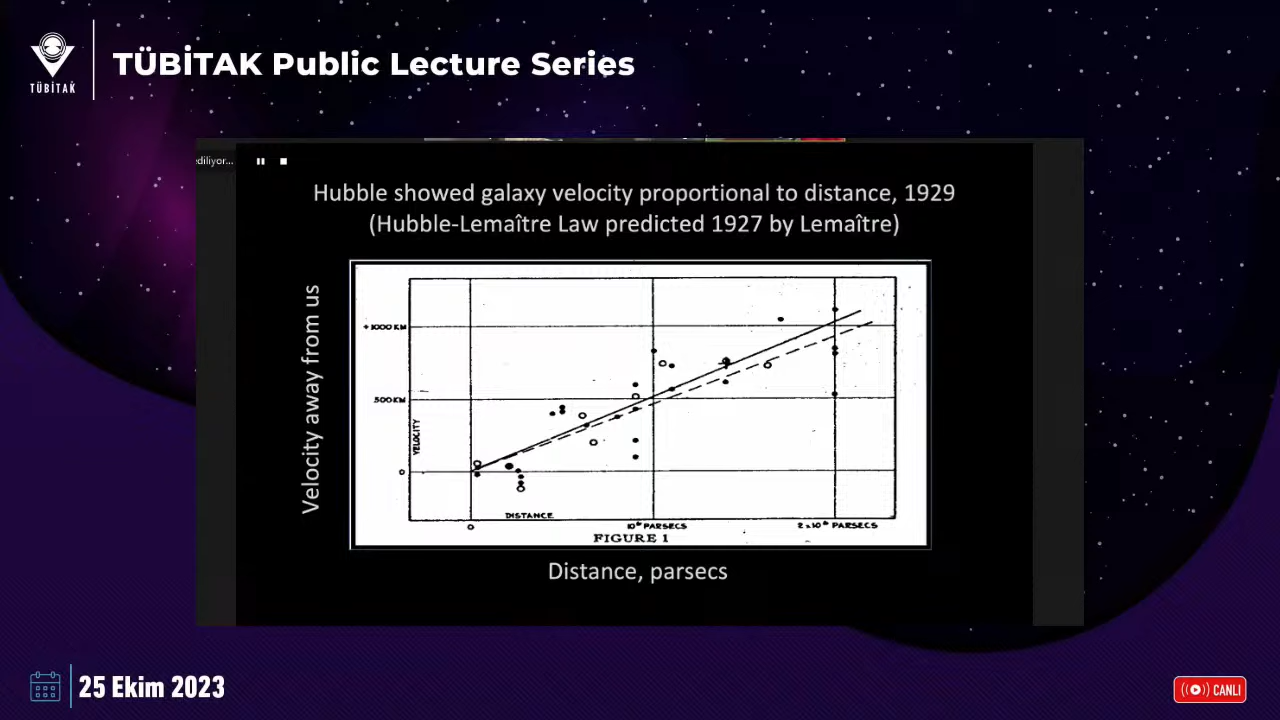 TÜBİTAK
TÜBİTAK Public Lecture Series
ediliyor...
Hubble showed galaxy velocity proportional to distance, 1929
(Hubble-Lemaître Law predicted 1927 by Lemaître)
Velocity away from us
+1000 KM
500 KM
VELOCITY
0
DISTANCE
0
10⁶ PARSECS
2 x 10⁶ PARSECS
FIGURE 1
Distance, parsecs
25 Ekim 2023
CANLI